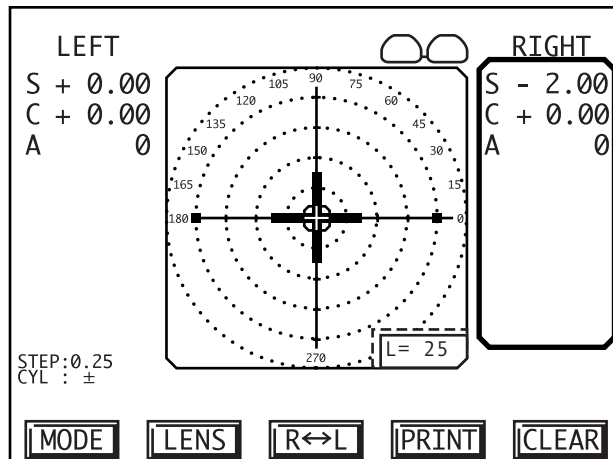 LEFT
S + 0.00
C + 0.00
A 0
RIGHT
S - 2.00
C + 0.00
A 0
90
105
75
120
60
135
45
150
30
165
15
180
0
270
L= 25
STEP:0.25
CYL : ±
MODE
LENS
R↔L
PRINT
CLEAR